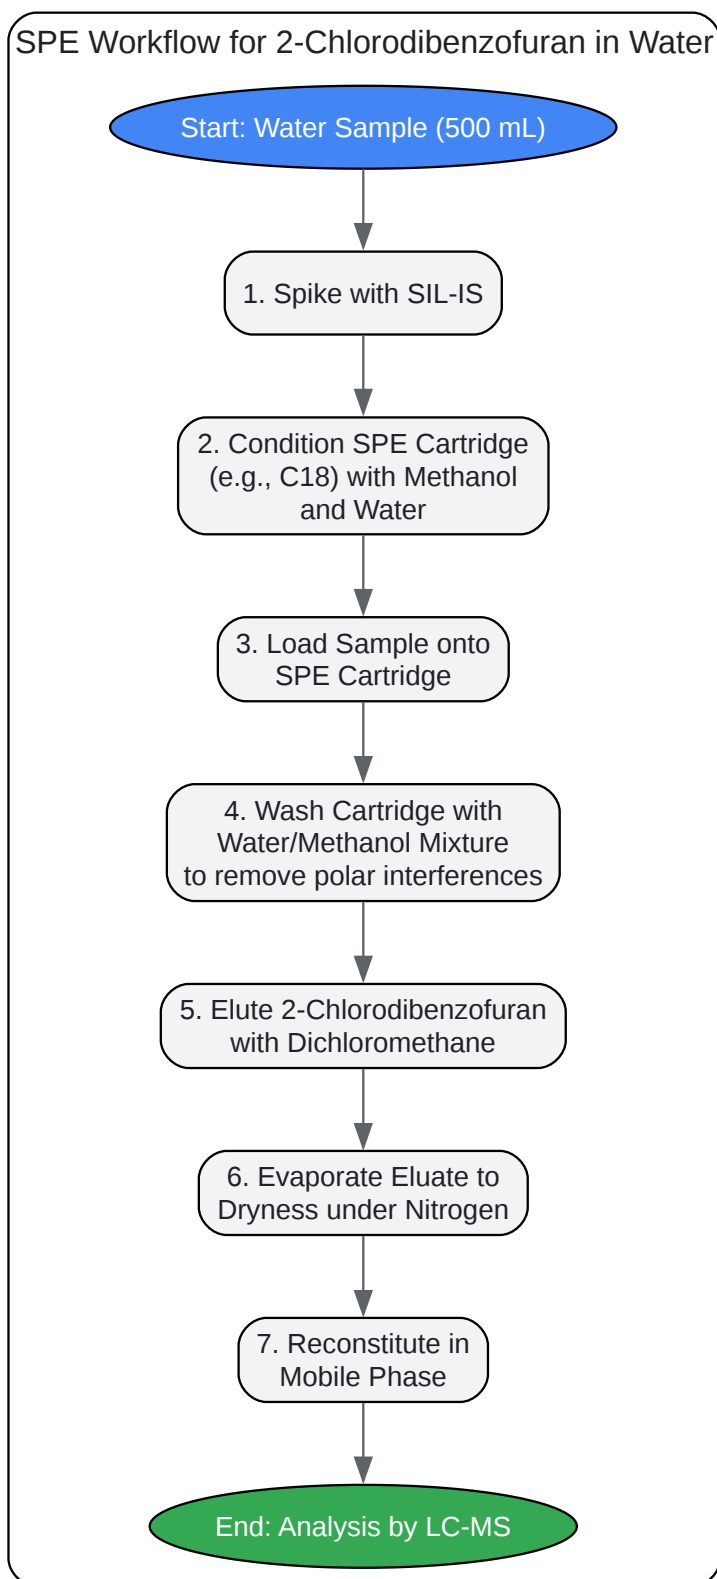 SPE Workflow for 2-Chlorodibenzofuran in Water
Start: Water Sample (500 mL)
1. Spike with SIL-IS
2. Condition SPE Cartridge
(e.g., C18) with Methanol
and Water
3. Load Sample onto
SPE Cartridge
4. Wash Cartridge with
Water/Methanol Mixture
to remove polar interferences
5. Elute 2-Chlorodibenzofuran
with Dichloromethane
6. Evaporate Eluate to
Dryness under Nitrogen
7. Reconstitute in
Mobile Phase
End: Analysis by LC-MS